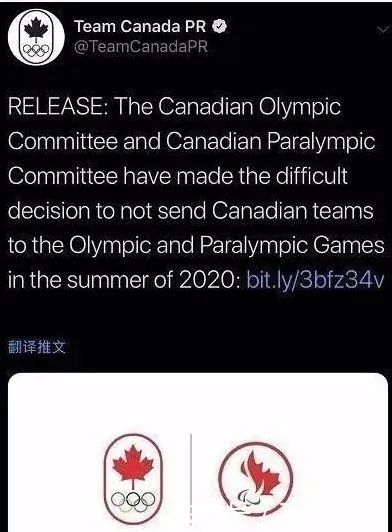 Team Canada PR
@TeamCanadaPR
RELEASE: The Canadian Olympic
Committee and Canadian Paralympic
Committee have made the difficult
decision to not send Canadian teams
to the Olympic and Paralympic Games
in the summer of 2020: bit.ly/3bfz34v
翻译推文